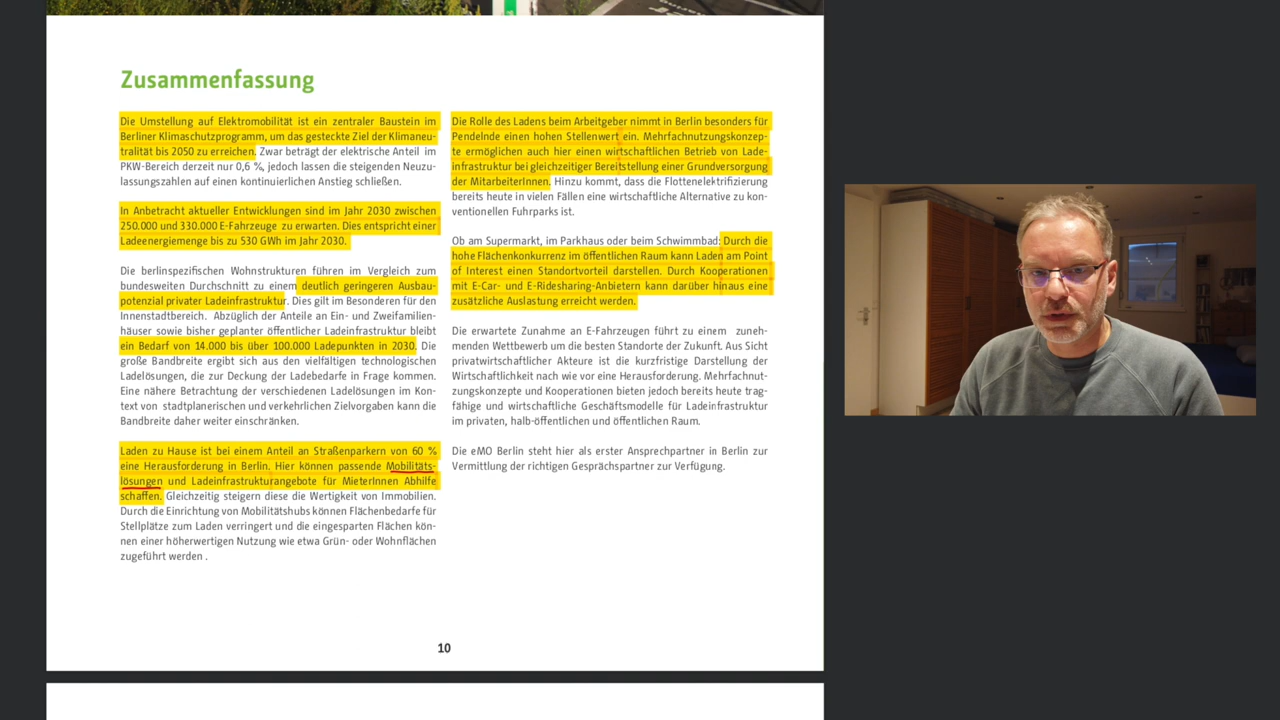 Zusammenfassung
Die Umstellung auf Elektromobilität ist ein zentraler Baustein im
Berliner Klimaschutzprogramm, um das gesteckte Ziel der Klimaneu-
tralität bis 2050 zu erreichen. Zwar beträgt der elektrische Anteil im
PKW-Bereich derzeit nur 0,6 %, jedoch lassen die steigenden Neuzu-
lassungszahlen auf einen kontinuierlichen Anstieg schließen.
In Anbetracht aktueller Entwicklungen sind im Jahr 2030 zwischen
250.000 und 330.000 E-Fahrzeuge zu erwarten. Dies entspricht einer
Ladeenergiemenge bis zu 530 GWh im Jahr 2030.
Die berlinspezifischen Wohnstrukturen führen im Vergleich zum
bundesweiten Durchschnitt zu einem deutlich geringeren Ausbau-
potenzial privater Ladeinfrastruktur. Dies gilt im Besonderen für den
Innenstadtbereich. Abzüglich der Anteile an Ein- und Zweifamilien-
häuser sowie bisher geplanter öffentlicher Ladeinfrastruktur bleibt
ein Bedarf von 14.000 bis über 100.000 Ladepunkten in 2030. Die
große Bandbreite ergibt sich aus den vielfältigen technologischen
Ladelösungen, die zur Deckung der Ladebedarfe in Frage kommen.
Eine nähere Betrachtung der verschiedenen Ladelösungen im Kon-
text von stadtplanerischen und verkehrlichen Zielvorgaben kann die
Bandbreite daher weiter einschränken.
Laden zu Hause ist bei einem Anteil an Straßenparkern von 60 %
eine Herausforderung in Berlin. Hier können passende Mobilitäts-
lösungen und Ladeinfrastrukturangebote für MieterInnen Abhilfe
schaffen. Gleichzeitig steigern diese die Wertigkeit von Immobilien.
Durch die Einrichtung von Mobilitätshubs können Flächenbedarfe für
Stellplätze zum Laden verringert und die eingesparten Flächen kön-
nen einer höherwertigen Nutzung wie etwa Grün- oder Wohnflächen
zugeführt werden .
Die Rolle des Ladens beim Arbeitgeber nimmt in Berlin besonders für
Pendelnde einen hohen Stellenwert ein. Mehrfachnutzungskonzep-
te ermöglichen auch hier einen wirtschaftlichen Betrieb von Lade-
infrastruktur bei gleichzeitiger Bereitstellung einer Grundversorgung
der MitarbeiterInnen. Hinzu kommt, dass die Flottenelektrifizierung
bereits heute in vielen Fällen eine wirtschaftliche Alternative zu kon-
ventionellen Fuhrparks ist.
Ob am Supermarkt, im Parkhaus oder beim Schwimmbad: Durch die
hohe Flächenkonkurrenz im öffentlichen Raum kann Laden am Point
of Interest einen Standortvorteil darstellen. Durch Kooperationen
mit E-Car- und E-Ridesharing-Anbietern kann darüber hinaus eine
zusätzliche Auslastung erreicht werden.
Die erwartete Zunahme an E-Fahrzeugen führt zu einem zuneh-
menden Wettbewerb um die besten Standorte der Zukunft. Aus Sicht
privatwirtschaftlicher Akteure ist die kurzfristige Darstellung der
Wirtschaftlichkeit nach wie vor eine Herausforderung. Mehrfachnut-
zungskonzepte und Kooperationen bieten jedoch bereits heute trag-
fähige und wirtschaftliche Geschäftsmodelle für Ladeinfrastruktur
im privaten, halb-öffentlichen und öffentlichen Raum.
Die eMO Berlin steht hier als erster Ansprechpartner in Berlin zur
Vermittlung der richtigen Gesprächspartner zur Verfügung.
10